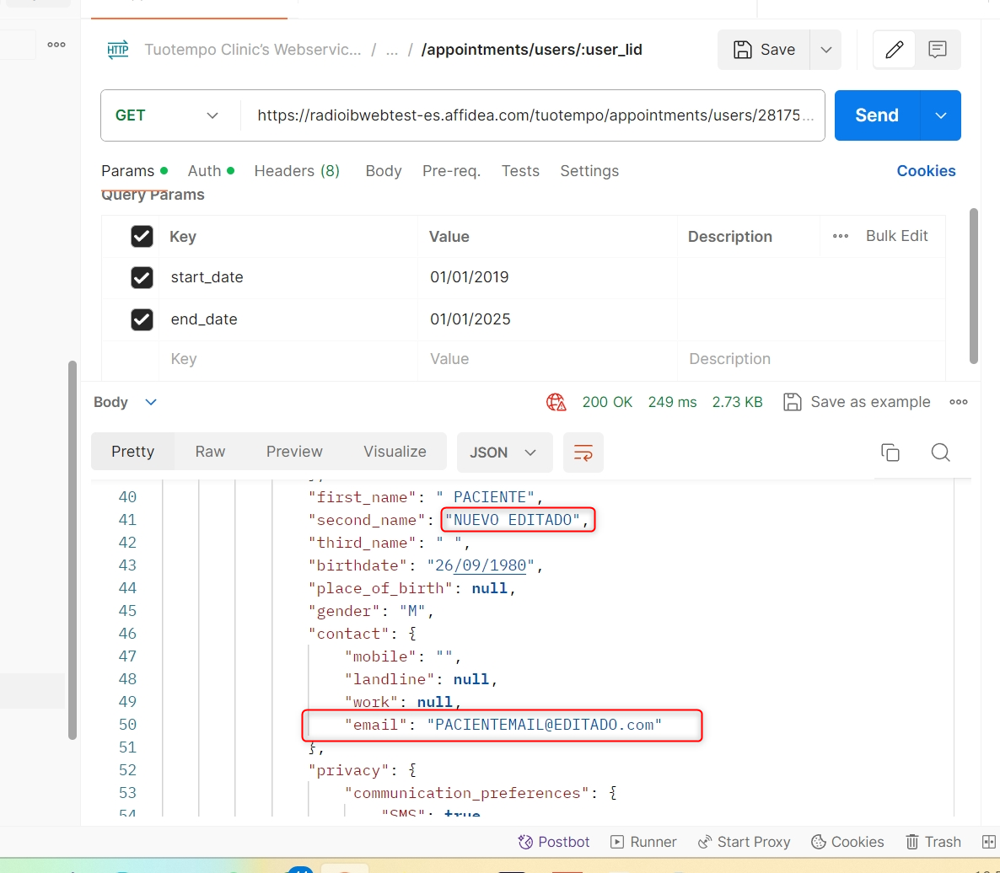 HTTP Tuotempo Clinic's Webservic... / ... / /appointments/users/:user_lid Save
GET https://radioibwebtest-es.affidea.com/tuotempo/appointments/users/28175... Send
Params Auth Headers (8) Body Pre-req. Tests Settings Cookies
Query Params
Key Value Description Bulk Edit
start_date 01/01/2019
end_date 01/01/2025
Key Value Description
Body 200 OK 249 ms 2.73 KB Save as example
Pretty Raw Preview Visualize JSON
40 "first_name": " PACIENTE",
41 "second_name": "NUEVO EDITADO",
42 "third_name": " ",
43 "birthdate": "26/09/1980",
44 "place_of_birth": null,
45 "gender": "M",
46 "contact": {
47 "mobile": "",
48 "landline": null,
49 "work": null,
50 "email": "PACIENTEMAIL@EDITADO.com"
51 },
52 "privacy": {
53 "communication_preferences": {
54 "SMS": true
Postbot Runner Start Proxy Cookies Trash